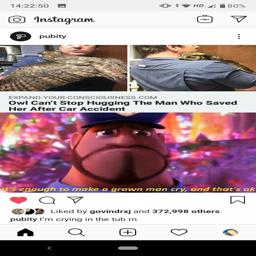 14:22:50
HD
80%
Instagram
pubity
EXPAND-YOUR-CONSCIOUSNESS.COM
Owl Can't Stop Hugging The Man Who Saved
Her After Car Accident
It's enough to make a grown man cry, and that's ok
Liked by govindrxj and 372,998 others
pubity i'm crying in the tub rn